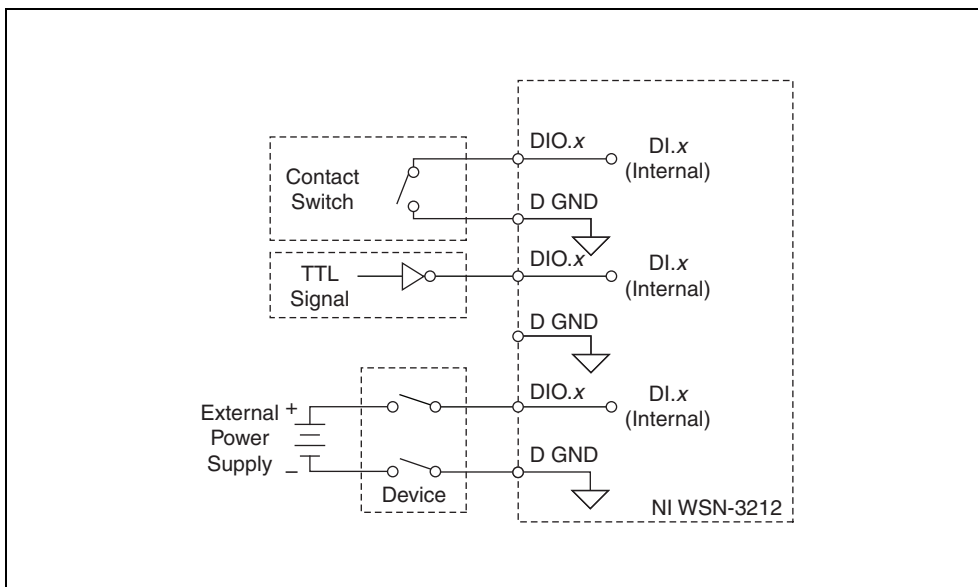 DIO.x
DI.x
(Internal)
Contact
Switch
D GND
DIO.x
DI.x
(Internal)
TTL
Signal
D GND
DIO.x
DI.x
(Internal)
External
Power
Supply
+
–
D GND
Device
NI WSN-3212